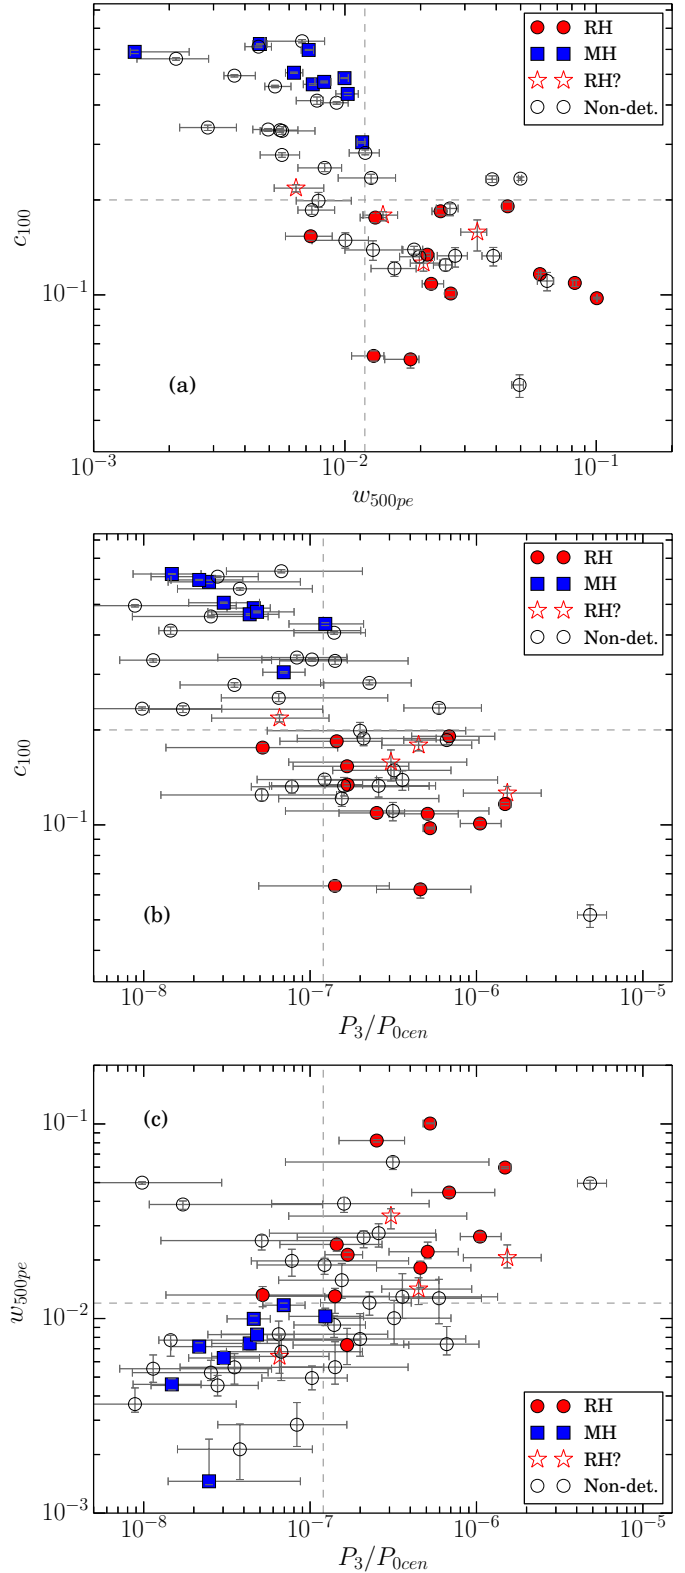 10⁰
RH
MH
RH?
Non-det.
c₁₀₀
10⁻¹
(a)
10⁻³
10⁻²
10⁻¹
w₅₀₀ₚₑ
10⁰
RH
MH
RH?
Non-det.
c₁₀₀
10⁻¹
(b)
10⁻⁸
10⁻⁷
10⁻⁶
10⁻⁵
P₃/P₀cen
(c)
10⁻¹
w₅₀₀ₚₑ
10⁻²
RH
MH
RH?
Non-det.
10⁻³
10⁻⁸
10⁻⁷
10⁻⁶
10⁻⁵
P₃/P₀cen